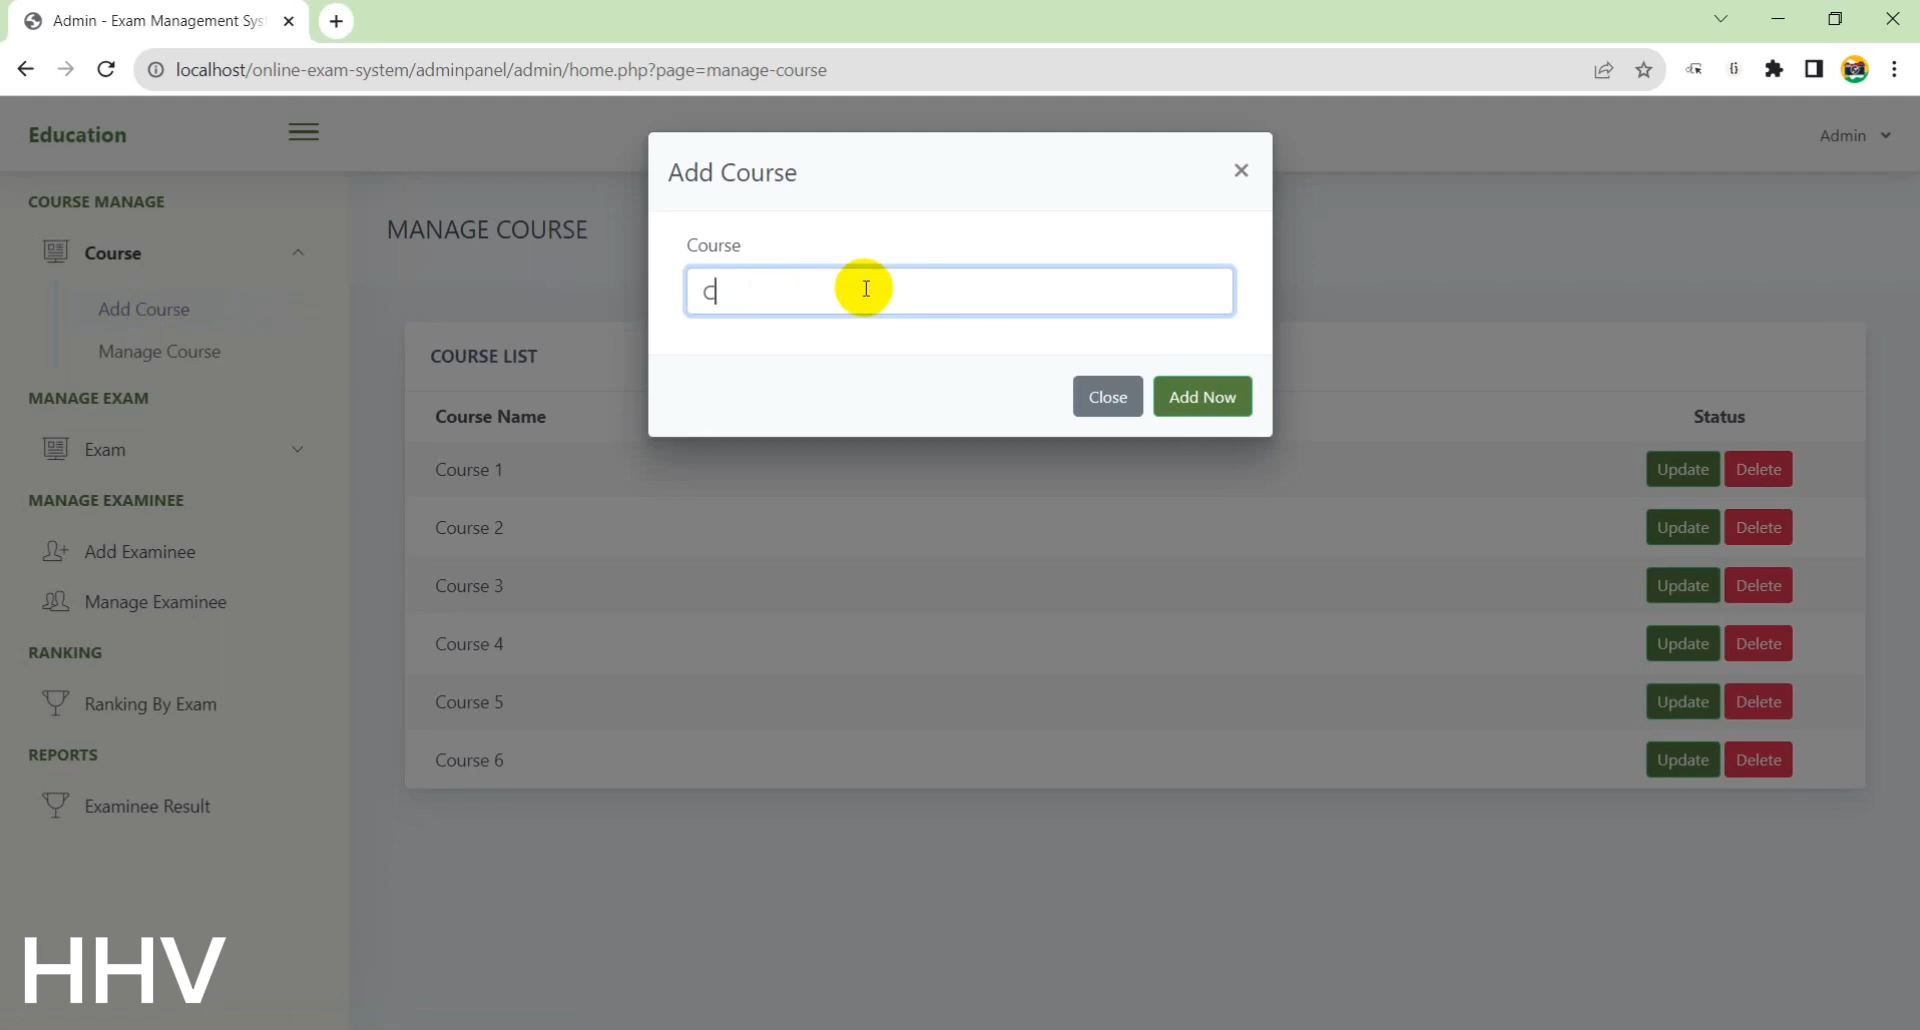 Admin - Exam Management Sys
localhost/online-exam-system/adminpanel/admin/home.php?page=manage-course
Education
Admin
COURSE MANAGE
Course
Add Course
Manage Course
MANAGE EXAM
Exam
MANAGE EXAMINEE
Add Examinee
Manage Examinee
RANKING
Ranking By Exam
REPORTS
Examinee Result
HHV
MANAGE COURSE
Add Course
Course
C
Close Add Now
COURSE LIST
Course Name Status
Course 1 Update Delete
Course 2 Update Delete
Course 3 Update Delete
Course 4 Update Delete
Course 5 Update Delete
Course 6 Update Delete